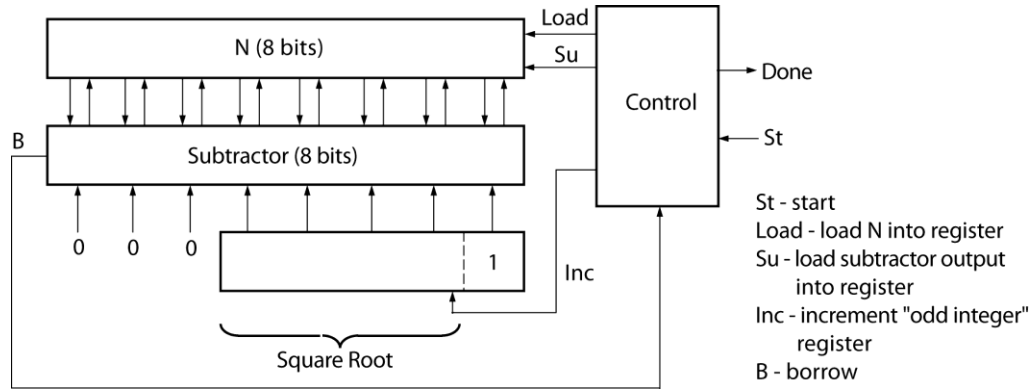 N (8 bits)
Load
Su
Control
Done
St
B
Subtractor (8 bits)
0
0
0
1
Inc
Square Root
St - start
Load - load N into register
Su - load subtractor output
into register
Inc - increment "odd integer"
register
B - borrow